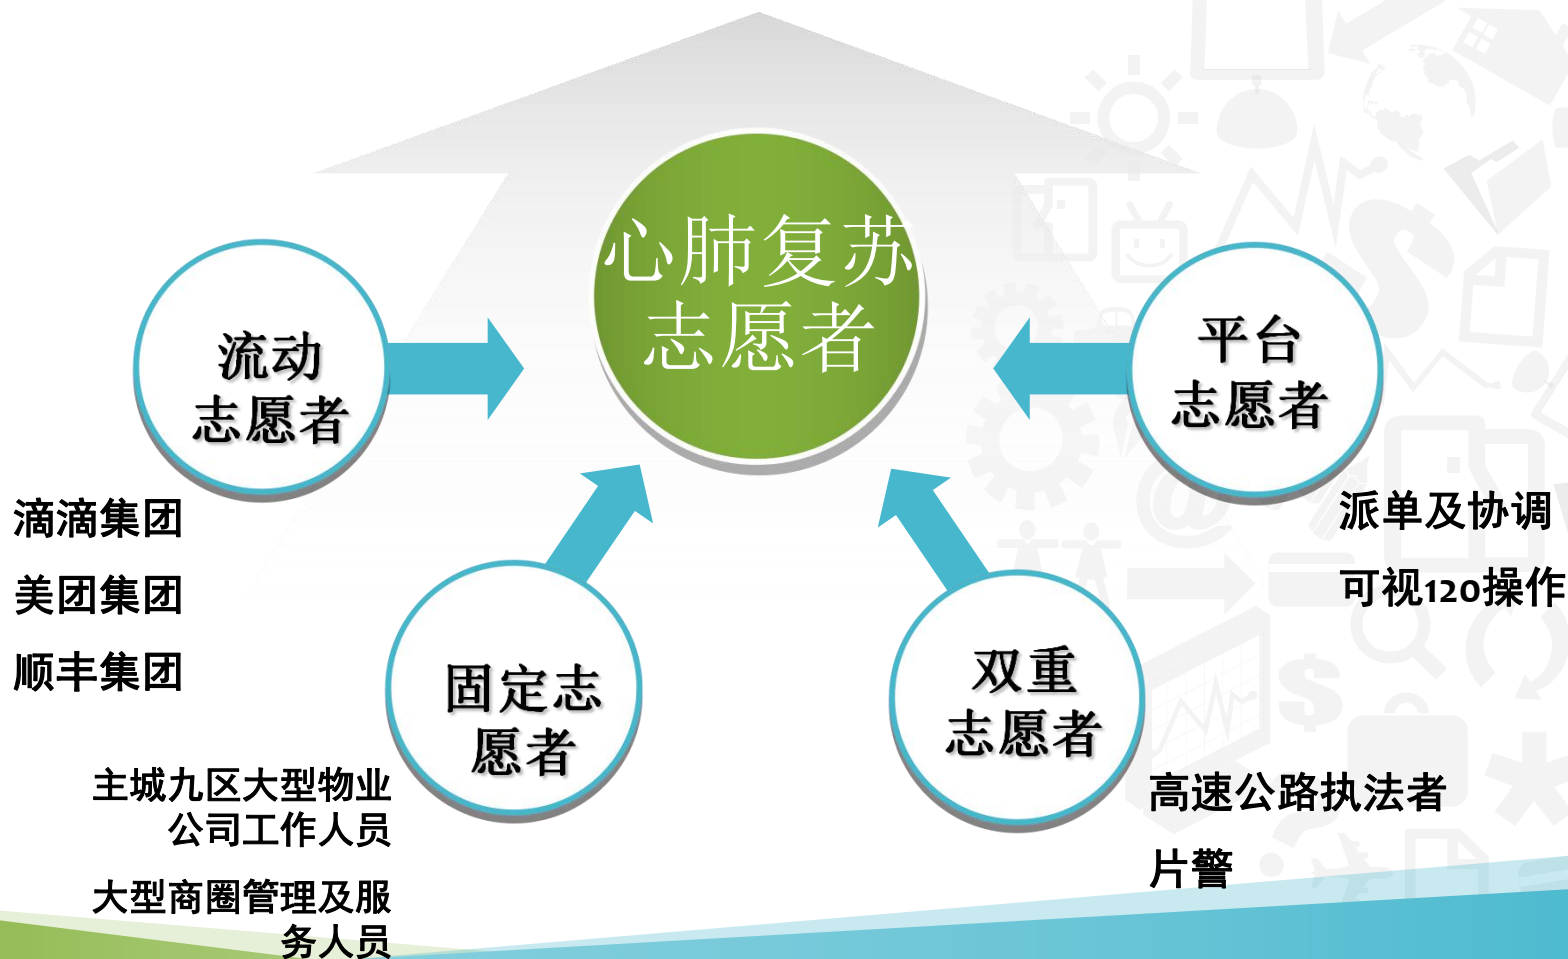 心肺复苏
志愿者
流动
志愿者
滴滴集团
美团集团
顺丰集团
固定志
愿者
主城九区大型物业
公司工作人员
大型商圈管理及服
务人员
双重
志愿者
高速公路执法者
片警
平台
志愿者
派单及协调
可视120操作